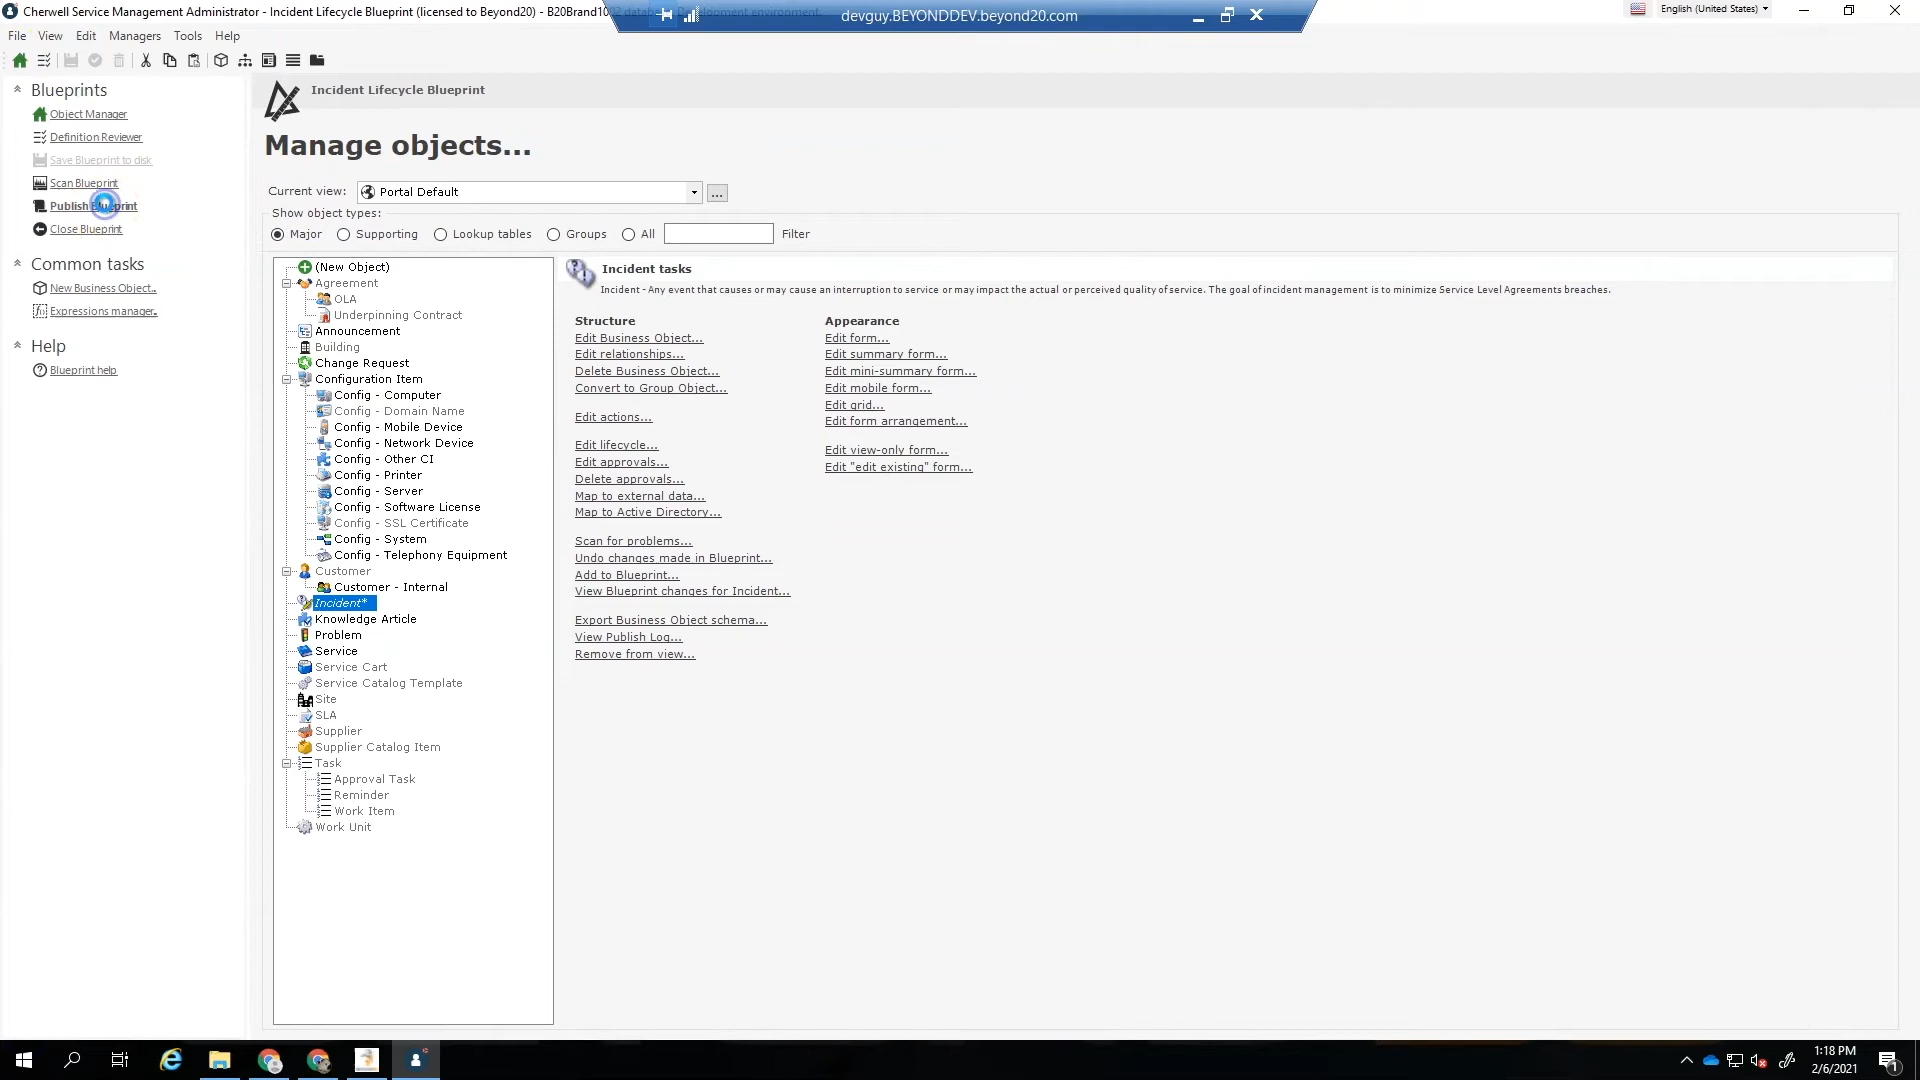 Cherwell Service Management Administrator - Incident Lifecycle Blueprint (licensed to Beyond20) - B20Brand10
devguy.BEYONDDEV.beyond20.com
English (United States)
File View Edit Managers Tools Help
Blueprints
Object Manager
Definition Reviewer
Save Blueprint to disk
Scan Blueprint
Publish Blueprint
Close Blueprint
Common tasks
New Business Object..
Expressions manager..
Help
Blueprint help
Incident Lifecycle Blueprint
Manage objects...
Current view: Portal Default ...
Show object types:
Major Supporting Lookup tables Groups All Filter
(New Object)
Agreement
OLA
Underpinning Contract
Announcement
Building
Change Request
Configuration Item
Config - Computer
Config - Domain Name
Config - Mobile Device
Config - Network Device
Config - Other CI
Config - Printer
Config - Server
Config - Software License
Config - SSL Certificate
Config - System
Config - Telephony Equipment
Customer
Customer - Internal
Incident*
Knowledge Article
Problem
Service
Service Cart
Service Catalog Template
Site
SLA
Supplier
Supplier Catalog Item
Task
Approval Task
Reminder
Work Item
Work Unit
Incident tasks
Incident - Any event that causes or may cause an interruption to service or may impact the actual or perceived quality of service. The goal of incident management is to minimize Service Level Agreements breaches.
Structure
Edit Business Object...
Edit relationships...
Delete Business Object...
Convert to Group Object...
Edit actions...
Edit lifecycle...
Edit approvals...
Delete approvals...
Map to external data...
Map to Active Directory...
Scan for problems...
Undo changes made in Blueprint...
Add to Blueprint...
View Blueprint changes for Incident...
Export Business Object schema...
View Publish Log...
Remove from view...
Appearance
Edit form...
Edit summary form...
Edit mini-summary form...
Edit mobile form...
Edit grid...
Edit form arrangement...
Edit view-only form...
Edit "edit existing" form...
1:18 PM
2/6/2021
1